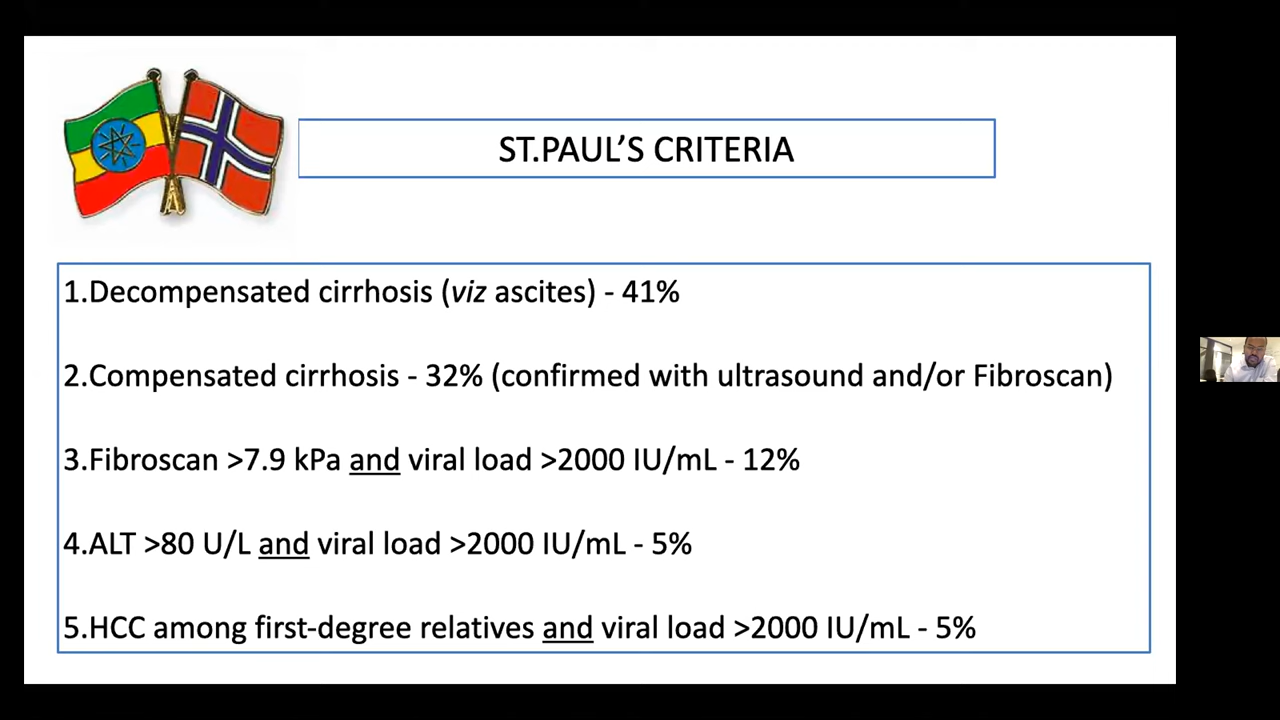 ST.PAUL’S CRITERIA
1.Decompensated cirrhosis (viz ascites) - 41%
2.Compensated cirrhosis - 32% (confirmed with ultrasound and/or Fibroscan)
3.Fibroscan >7.9 kPa and viral load >2000 IU/mL - 12%
4.ALT >80 U/L and viral load >2000 IU/mL - 5%
5.HCC among first-degree relatives and viral load >2000 IU/mL - 5%